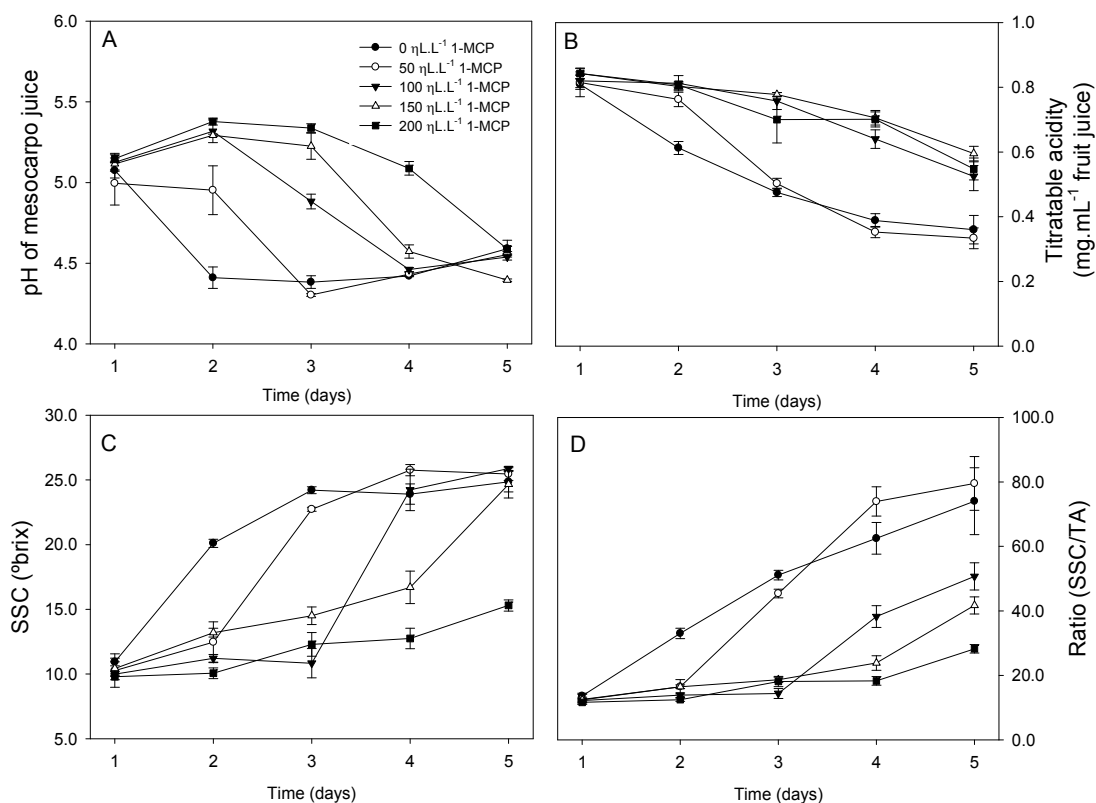 A
6.0
5.5
5.0
4.5
4.0
pH of mesocarpo juice
0 ηL.L⁻¹ 1-MCP
50 ηL.L⁻¹ 1-MCP
100 ηL.L⁻¹ 1-MCP
150 ηL.L⁻¹ 1-MCP
200 ηL.L⁻¹ 1-MCP
1 2 3 4 5
Time (days)
B
1.0
0.8
0.6
0.4
0.2
0.0
Titratable acidity
(mg.mL⁻¹ fruit juice)
1 2 3 4 5
C
30.0
25.0
20.0
15.0
10.0
5.0
SSC (ºbrix)
1 2 3 4 5
Time (days)
D
100.0
80.0
60.0
40.0
20.0
0.0
Ratio (SSC/TA)
1 2 3 4 5
Time (days)